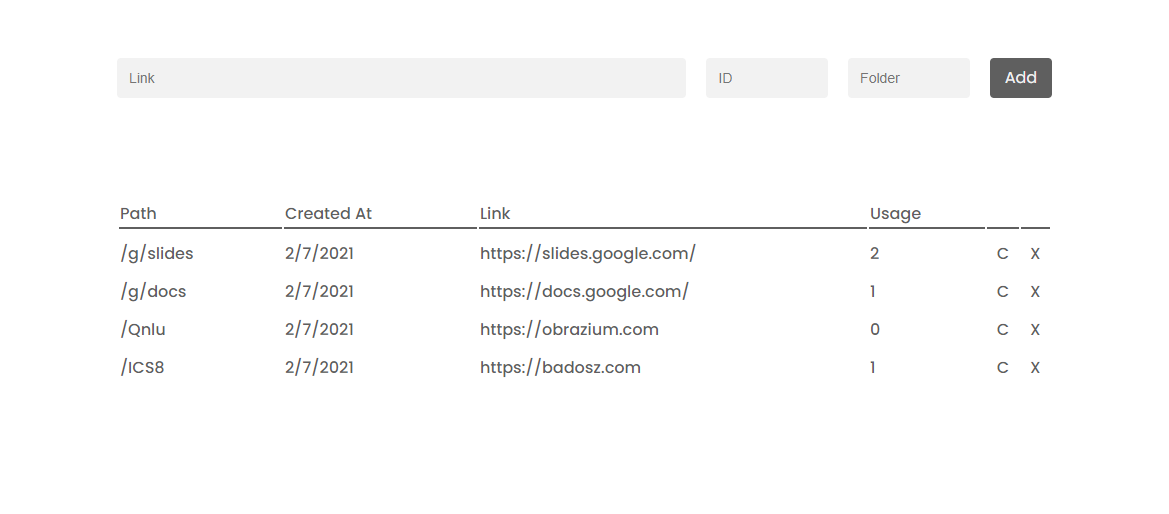 Link ID Folder Add
Path Created At Link Usage
/g/slides 2/7/2021 https://slides.google.com/ 2 C X
/g/docs 2/7/2021 https://docs.google.com/ 1 C X
/Qnlu 2/7/2021 https://obrazium.com 0 C X
/ICS8 2/7/2021 https://badosz.com 1 C X